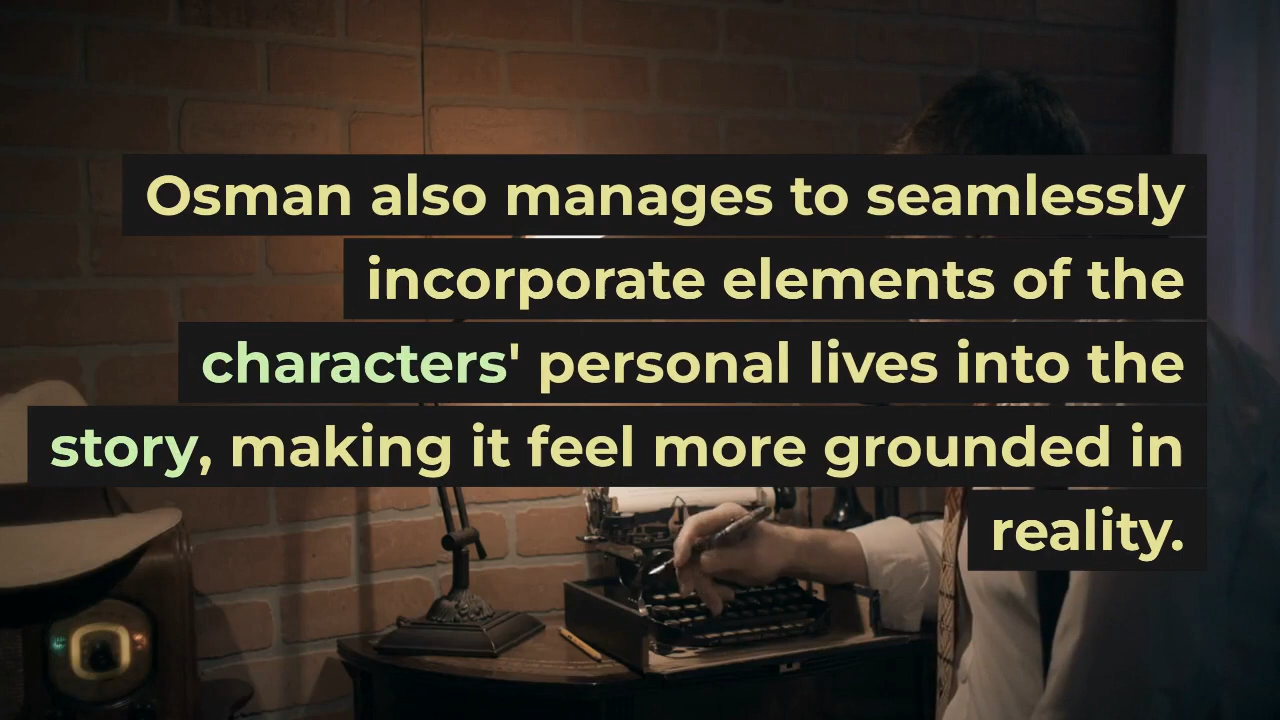 Osman also manages to seamlessly
incorporate elements of the
characters' personal lives into the
story, making it feel more grounded in
reality.